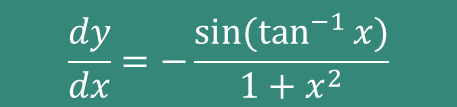 dy/dx = − sin(tan⁻¹ x)/(1 + x²)